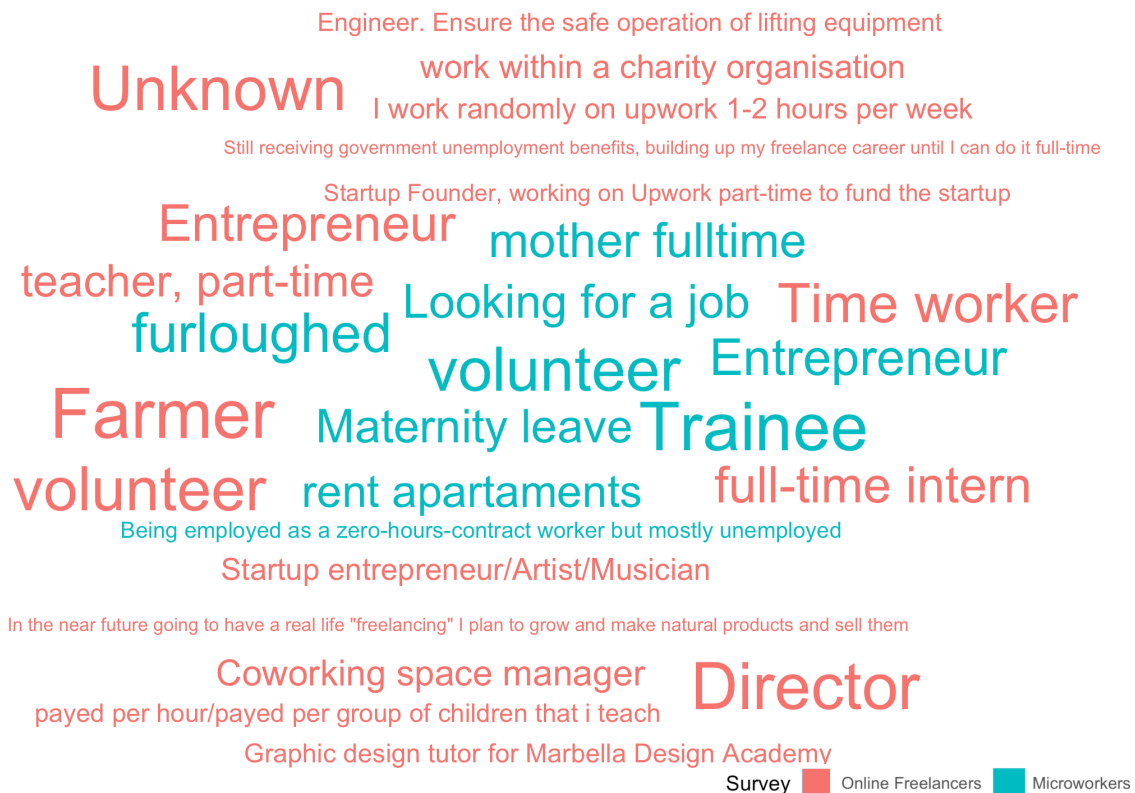 Engineer. Ensure the safe operation of lifting equipment
Unknown
work within a charity organisation
I work randomly on upwork 1-2 hours per week
Still receiving government unemployment benefits, building up my freelance career until I can do it full-time
Startup Founder, working on Upwork part-time to fund the startup
Entrepreneur
mother fulltime
teacher, part-time
Looking for a job
Time worker
furloughed
volunteer
Entrepreneur
Farmer
Maternity leave
Trainee
volunteer
rent apartaments
full-time intern
Being employed as a zero-hours-contract worker but mostly unemployed
Startup entrepreneur/Artist/Musician
In the near future going to have a real life "freelancing" I plan to grow and make natural products and sell them
Coworking space manager
Director
payed per hour/payed per group of children that i teach
Graphic design tutor for Marbella Design Academy
Survey Online Freelancers Microworkers